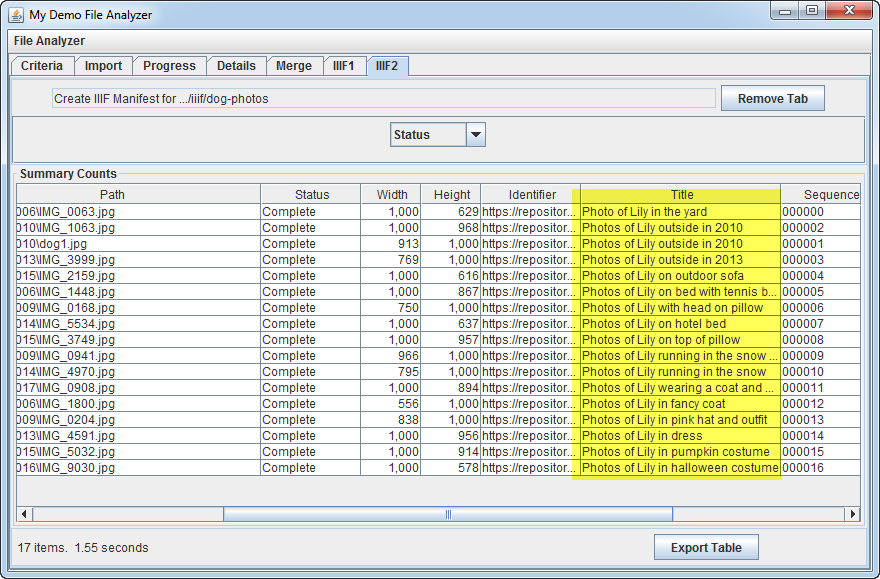 My Demo File Analyzer
File Analyzer
Criteria Import Progress Details Merge IIIF1 IIIF2
Create IIIF Manifest for .../iiif/dog-photos Remove Tab
Status
Summary Counts
Path Status Width Height Identifier Title Sequence
006\IMG_0063.jpg Complete 1,000 629 https://repositor... Photo of Lily in the yard 000000
010\IMG_1063.jpg Complete 1,000 968 https://repositor... Photos of Lily outside in 2010 000002
010\dog1.jpg Complete 913 1,000 https://repositor... Photos of Lily outside in 2010 000001
013\IMG_3999.jpg Complete 769 1,000 https://repositor... Photos of Lily outside in 2013 000003
015\IMG_2159.jpg Complete 1,000 616 https://repositor... Photos of Lily on outdoor sofa 000004
006\IMG_1448.jpg Complete 1,000 867 https://repositor... Photos of Lily on bed with tennis b... 000005
009\IMG_0168.jpg Complete 750 1,000 https://repositor... Photos of Lily with head on pillow 000006
014\IMG_5534.jpg Complete 1,000 637 https://repositor... Photos of Lily on hotel bed 000007
015\IMG_3749.jpg Complete 1,000 957 https://repositor... Photos of Lily on top of pillow 000008
009\IMG_0941.jpg Complete 966 1,000 https://repositor... Photos of Lily running in the snow ... 000009
014\IMG_4970.jpg Complete 795 1,000 https://repositor... Photos of Lily running in the snow 000010
017\IMG_0908.jpg Complete 1,000 894 https://repositor... Photos of Lily wearing a coat and ... 000011
006\IMG_1800.jpg Complete 556 1,000 https://repositor... Photos of Lily in fancy coat 000012
009\IMG_0204.jpg Complete 838 1,000 https://repositor... Photos of Lily in pink hat and outfit 000013
013\IMG_4591.jpg Complete 1,000 956 https://repositor... Photos of Lily in dress 000014
015\IMG_5032.jpg Complete 1,000 914 https://repositor... Photos of Lily in pumpkin costume 000015
016\IMG_9030.jpg Complete 1,000 578 https://repositor... Photos of Lily in halloween costume 000016
17 items. 1.55 seconds Export Table